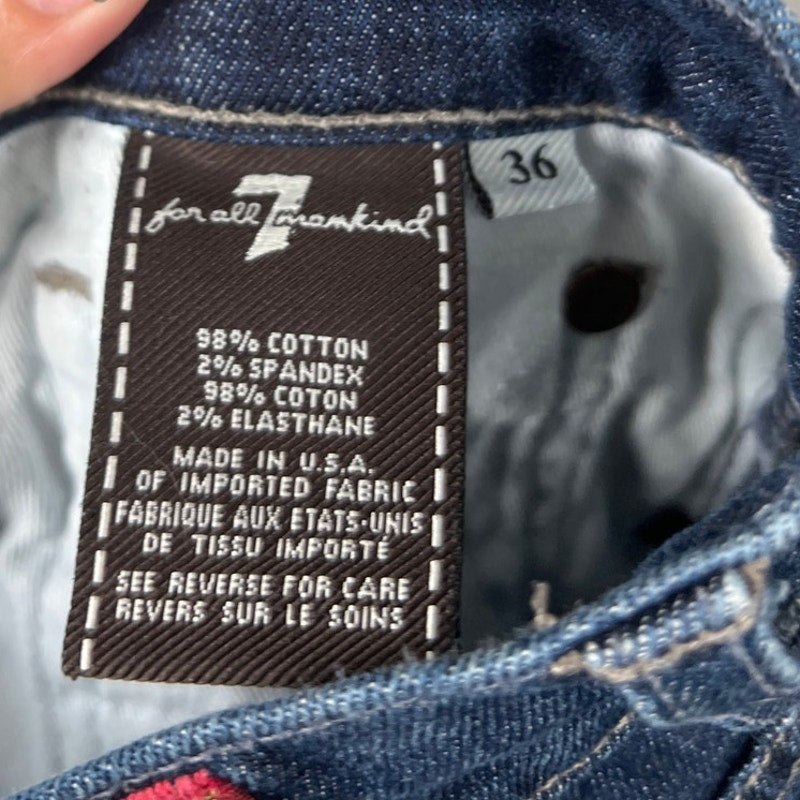 for all 7 mankind
36
98% COTTON
2% SPANDEX
98% COTON
2% ELASTHANE
MADE IN U.S.A.
OF IMPORTED FABRIC
FABRIQUE AUX ETATS-UNIS
DE TISSU IMPORTÉ
SEE REVERSE FOR CARE
REVERS SUR LE SOINS